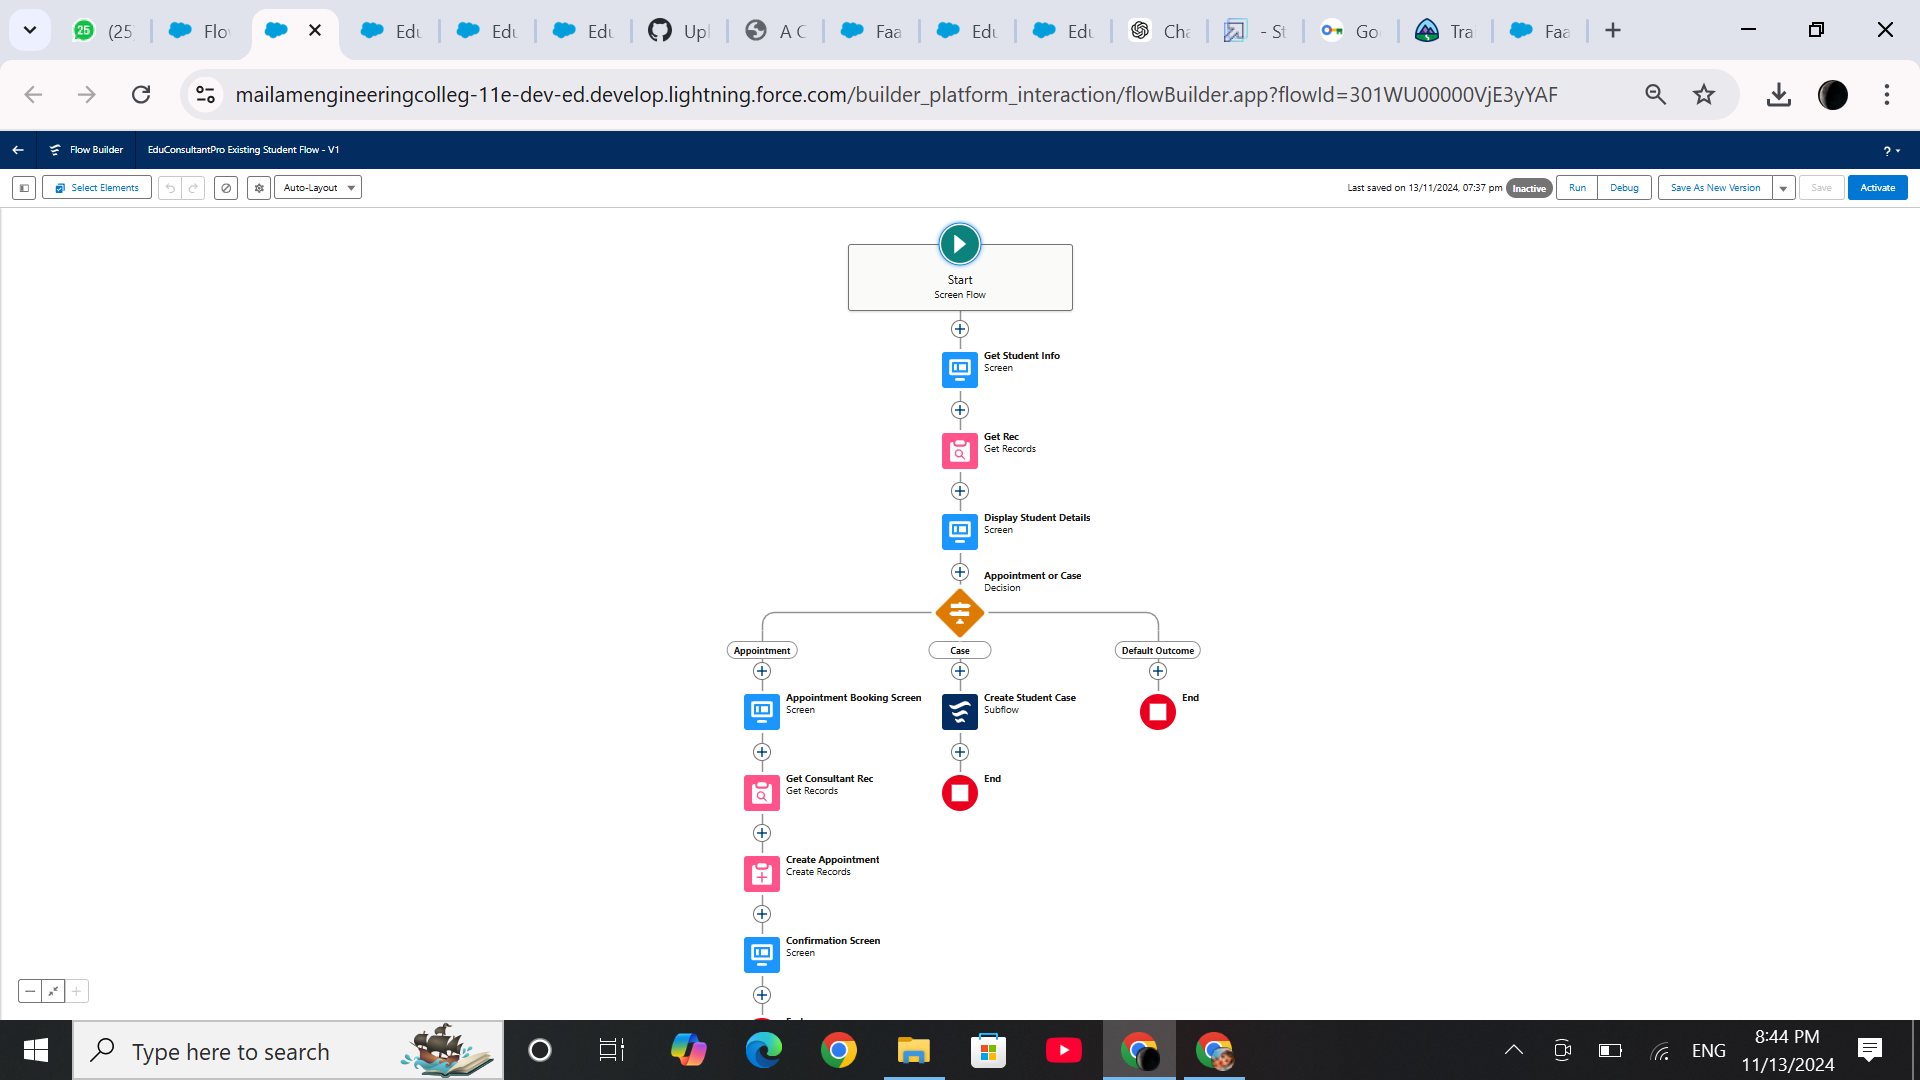 (25
Flo
Edu
Edu
Edu
Upl
A C
Faa
Edu
Edu
Cha
- St
Go
Tra
Faa
mailamengineeringcolleg-11e-dev-ed.develop.lightning.force.com/builder_platform_interaction/flowBuilder.app?flowId=301WU00000VjE3yYAF
Flow Builder
EduConsultantPro Existing Student Flow - V1
?
Select Elements
Auto-Layout
Last saved on 13/11/2024, 07:37 pm
Inactive
Run
Debug
Save As New Version
Save
Activate
Start
Screen Flow
Get Student Info
Screen
Get Rec
Get Records
Display Student Details
Screen
Appointment or Case
Decision
Appointment
Case
Default Outcome
Appointment Booking Screen
Screen
Create Student Case
Subflow
End
Get Consultant Rec
Get Records
End
Create Appointment
Create Records
Confirmation Screen
Screen
Type here to search
ENG
8:44 PM
11/13/2024